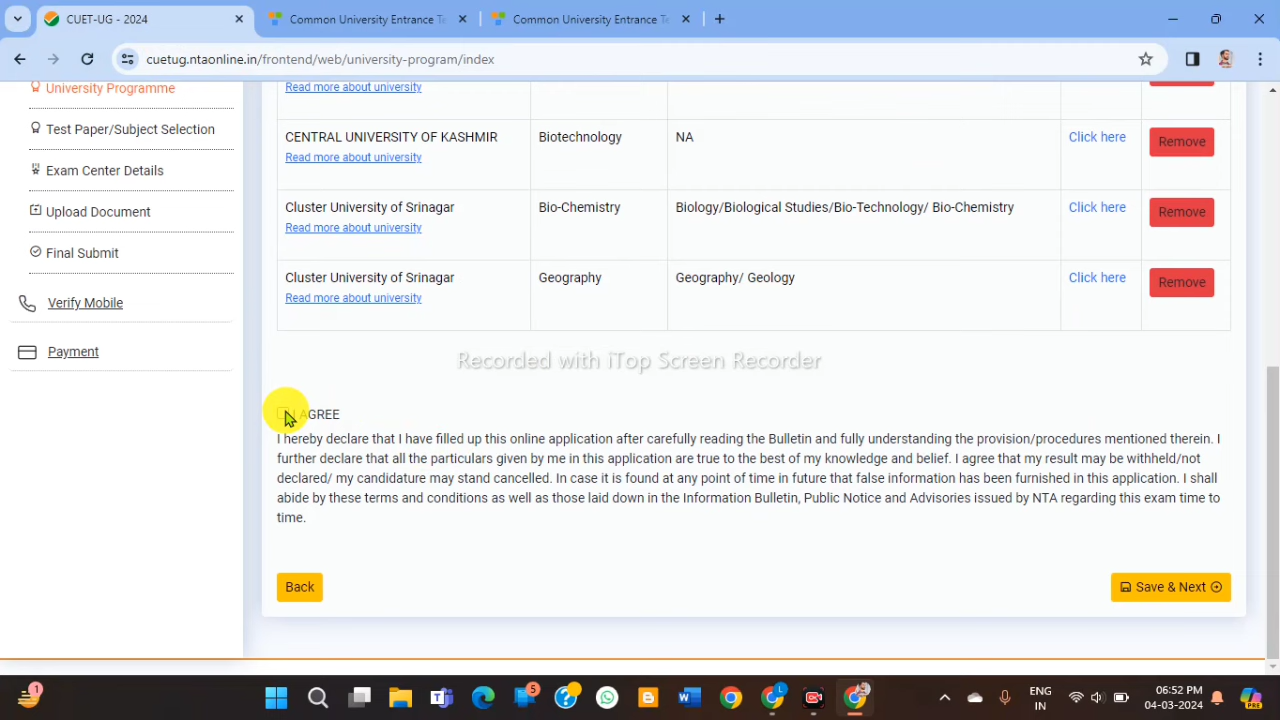 CUET-UG - 2024
Common University Entrance Te
Common University Entrance Te
cuetug.ntaonline.in/frontend/web/university-program/index
University Programme
Test Paper/Subject Selection
Exam Center Details
Upload Document
Final Submit
Verify Mobile
Payment
Read more about university
CENTRAL UNIVERSITY OF KASHMIR Biotechnology NA Click here Remove
Read more about university
Cluster University of Srinagar Bio-Chemistry Biology/Biological Studies/Bio-Technology/ Bio-Chemistry Click here Remove
Read more about university
Cluster University of Srinagar Geography Geography/ Geology Click here Remove
Read more about university
Recorded with iTop Screen Recorder
I AGREE
I hereby declare that I have filled up this online application after carefully reading the Bulletin and fully understanding the provision/procedures mentioned therein. I
further declare that all the particulars given by me in this application are true to the best of my knowledge and belief. I agree that my result may be withheld/not
declared/ my candidature may stand cancelled. In case it is found at any point of time in future that false information has been furnished in this application. I shall
abide by these terms and conditions as well as those laid down in the Information Bulletin, Public Notice and Advisories issued by NTA regarding this exam time to
time.
Back
Save & Next
1
5
L
ENG
IN
06:52 PM
04-03-2024
PRE